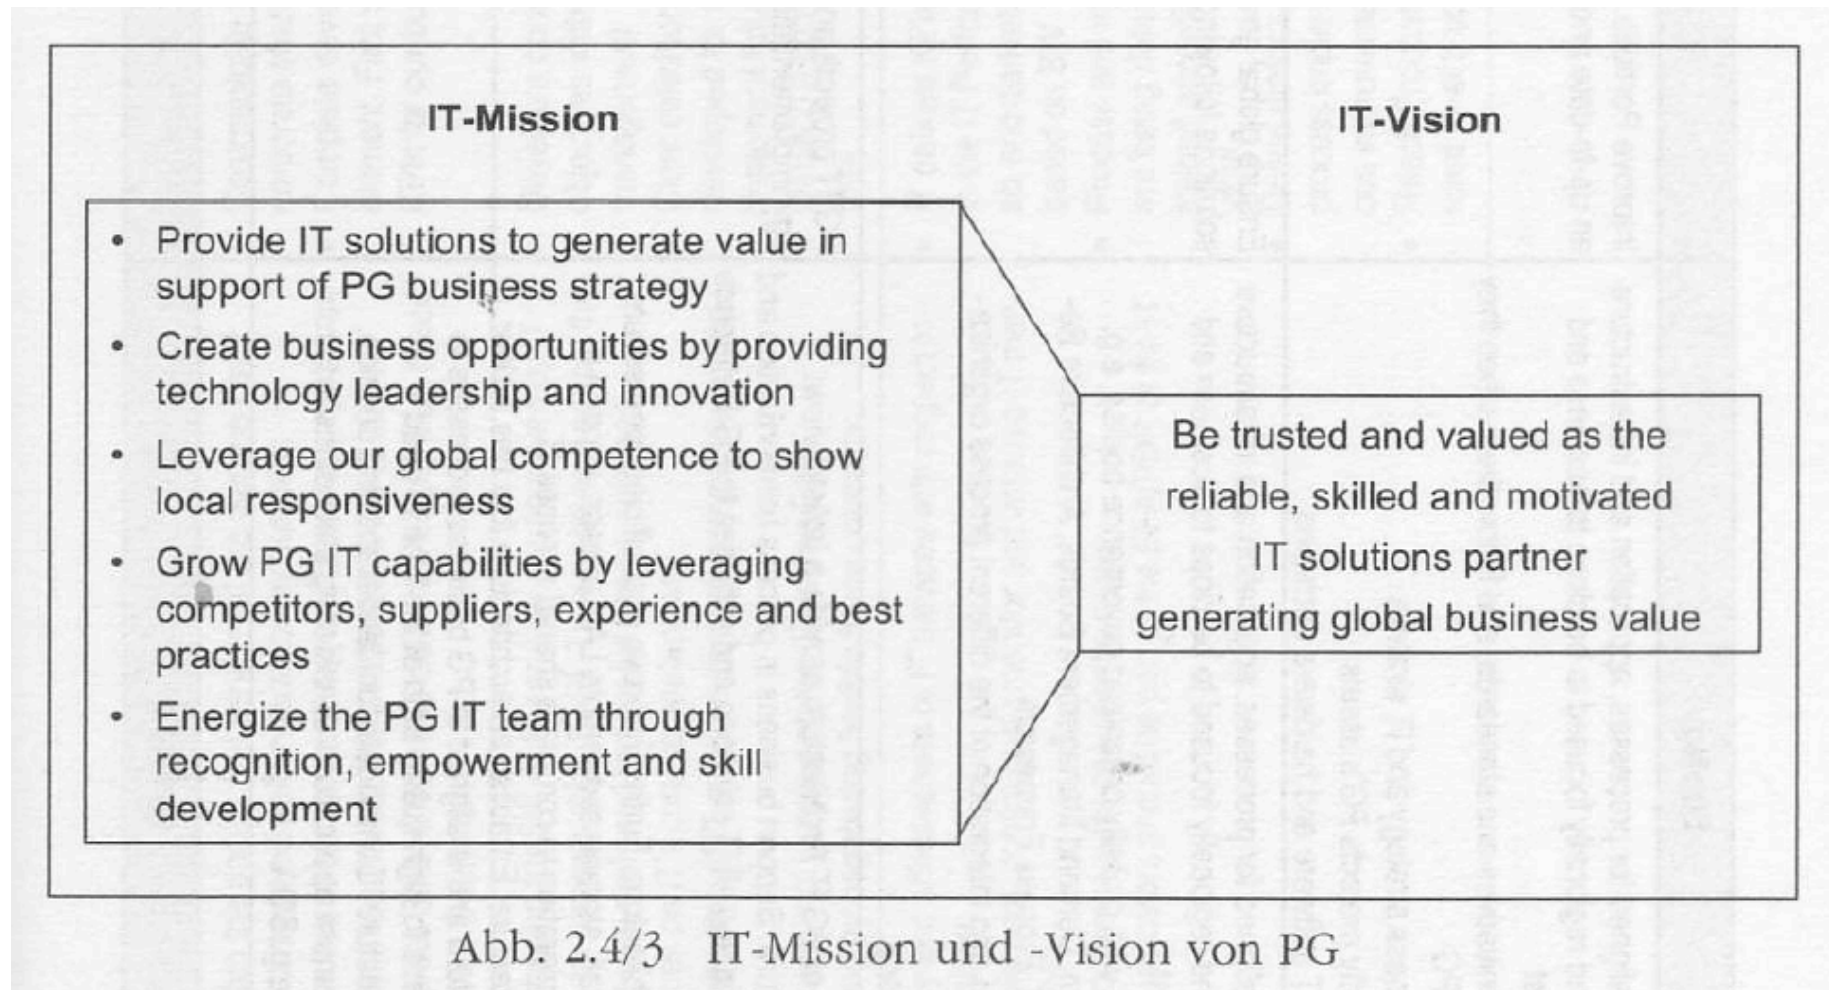 IT-Mission
IT-Vision
• Provide IT solutions to generate value in
support of PG business strategy
• Create business opportunities by providing
technology leadership and innovation
• Leverage our global competence to show
local responsiveness
• Grow PG IT capabilities by leveraging
competitors, suppliers, experience and best
practices
• Energize the PG IT team through
recognition, empowerment and skill
development
Be trusted and valued as the
reliable, skilled and motivated
IT solutions partner
generating global business value
Abb. 2.4/3 IT-Mission und -Vision von PG